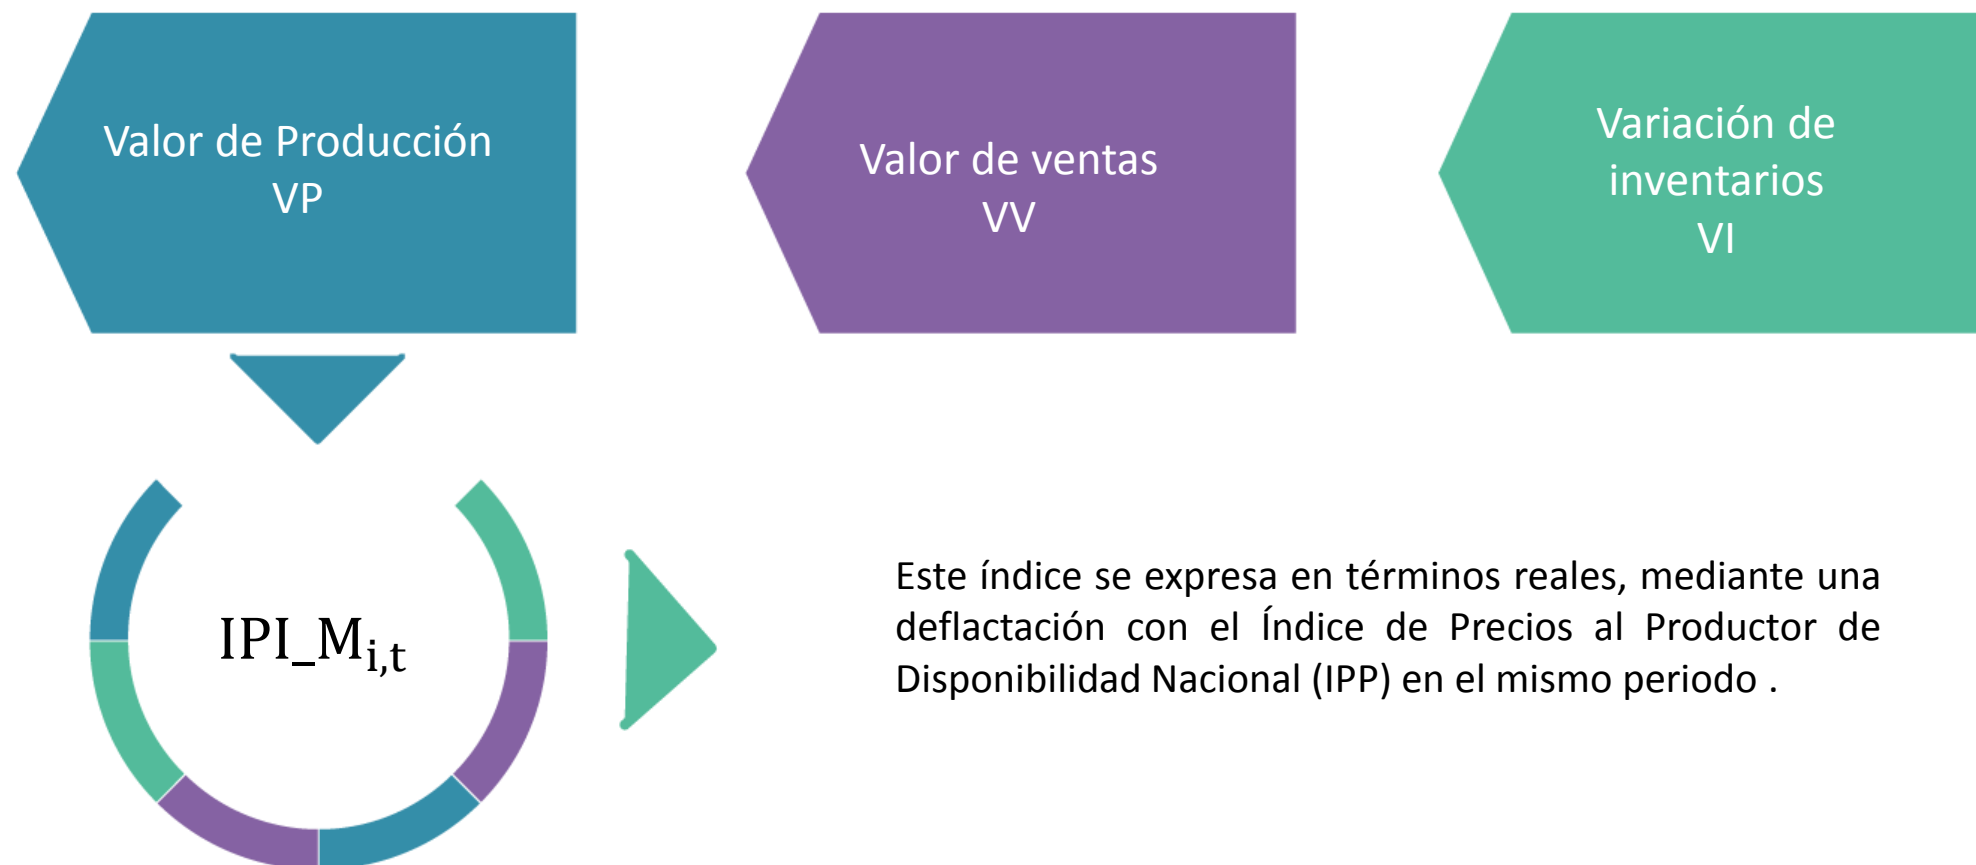 Valor de Producción
VP
Valor de ventas
VV
Variación de
inventarios
VI
IPI_Mi,t
Este índice se expresa en términos reales, mediante una
deflactación con el Índice de Precios al Productor de
Disponibilidad Nacional (IPP) en el mismo periodo .